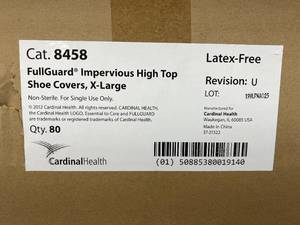 Cat. 8458
Latex-Free
FullGuard® Impervious High Top
Shoe Covers, X-Large
Revision: U
LOT:
Non-Sterile. For Single Use Only.
© 2012 Cardinal Health. All rights reserved. CARDINAL HEALTH,
the Cardinal Health LOGO, Essential to Care and FULLGUARD
are trademarks or registered trademarks of Cardinal Health.
Manufactured for
Cardinal Health
Waukegan, IL 60085 USA
Made in China
Qty. 80
CardinalHealth
(01) 50885380019140